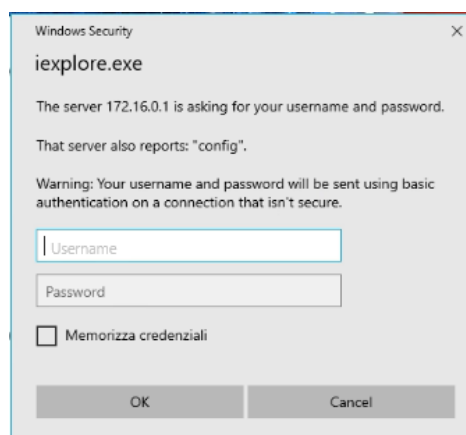 Windows Security
iexplore.exe
The server 172.16.0.1 is asking for your username and password.
That server also reports: "config".
Warning: Your username and password will be sent using basic
authentication on a connection that isn't secure.
Username
Password
Memorizza credenziali
OK Cancel